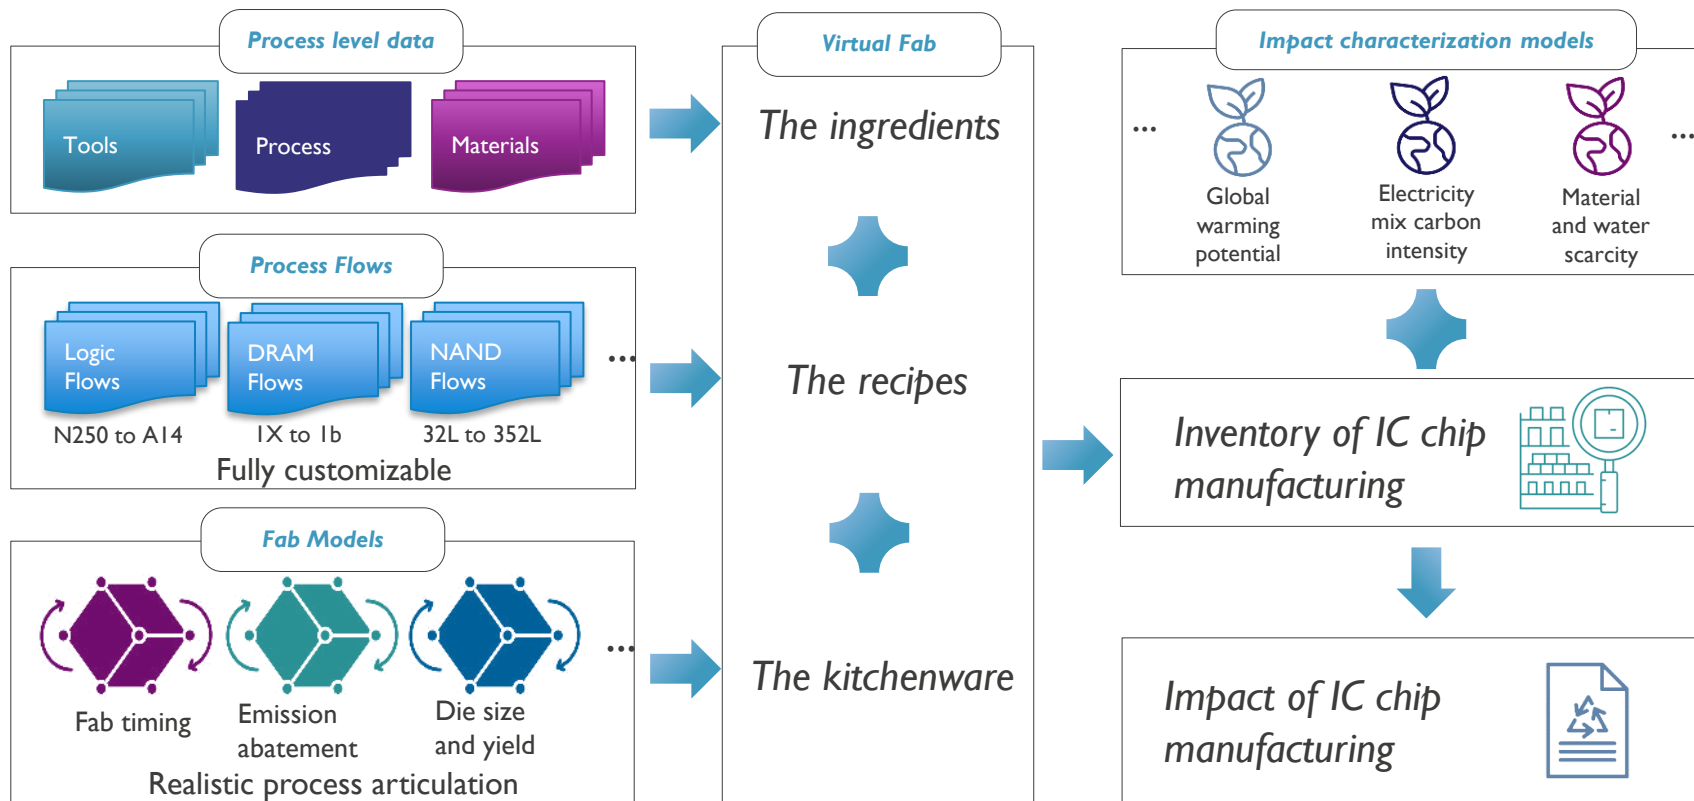 Process level data
Tools
Process
Materials
Process Flows
Logic
Flows
DRAM
Flows
NAND
Flows
...
N250 to A14
1X to 1b
32L to 352L
Fully customizable
Fab Models
...
Fab timing
Emission
abatement
Die size
and yield
Realistic process articulation
Virtual Fab
The ingredients
The recipes
The kitchenware
Impact characterization models
...
...
Global
warming
potential
Electricity
mix carbon
intensity
Material
and water
scarcity
Inventory of IC chip
manufacturing
Impact of IC chip
manufacturing